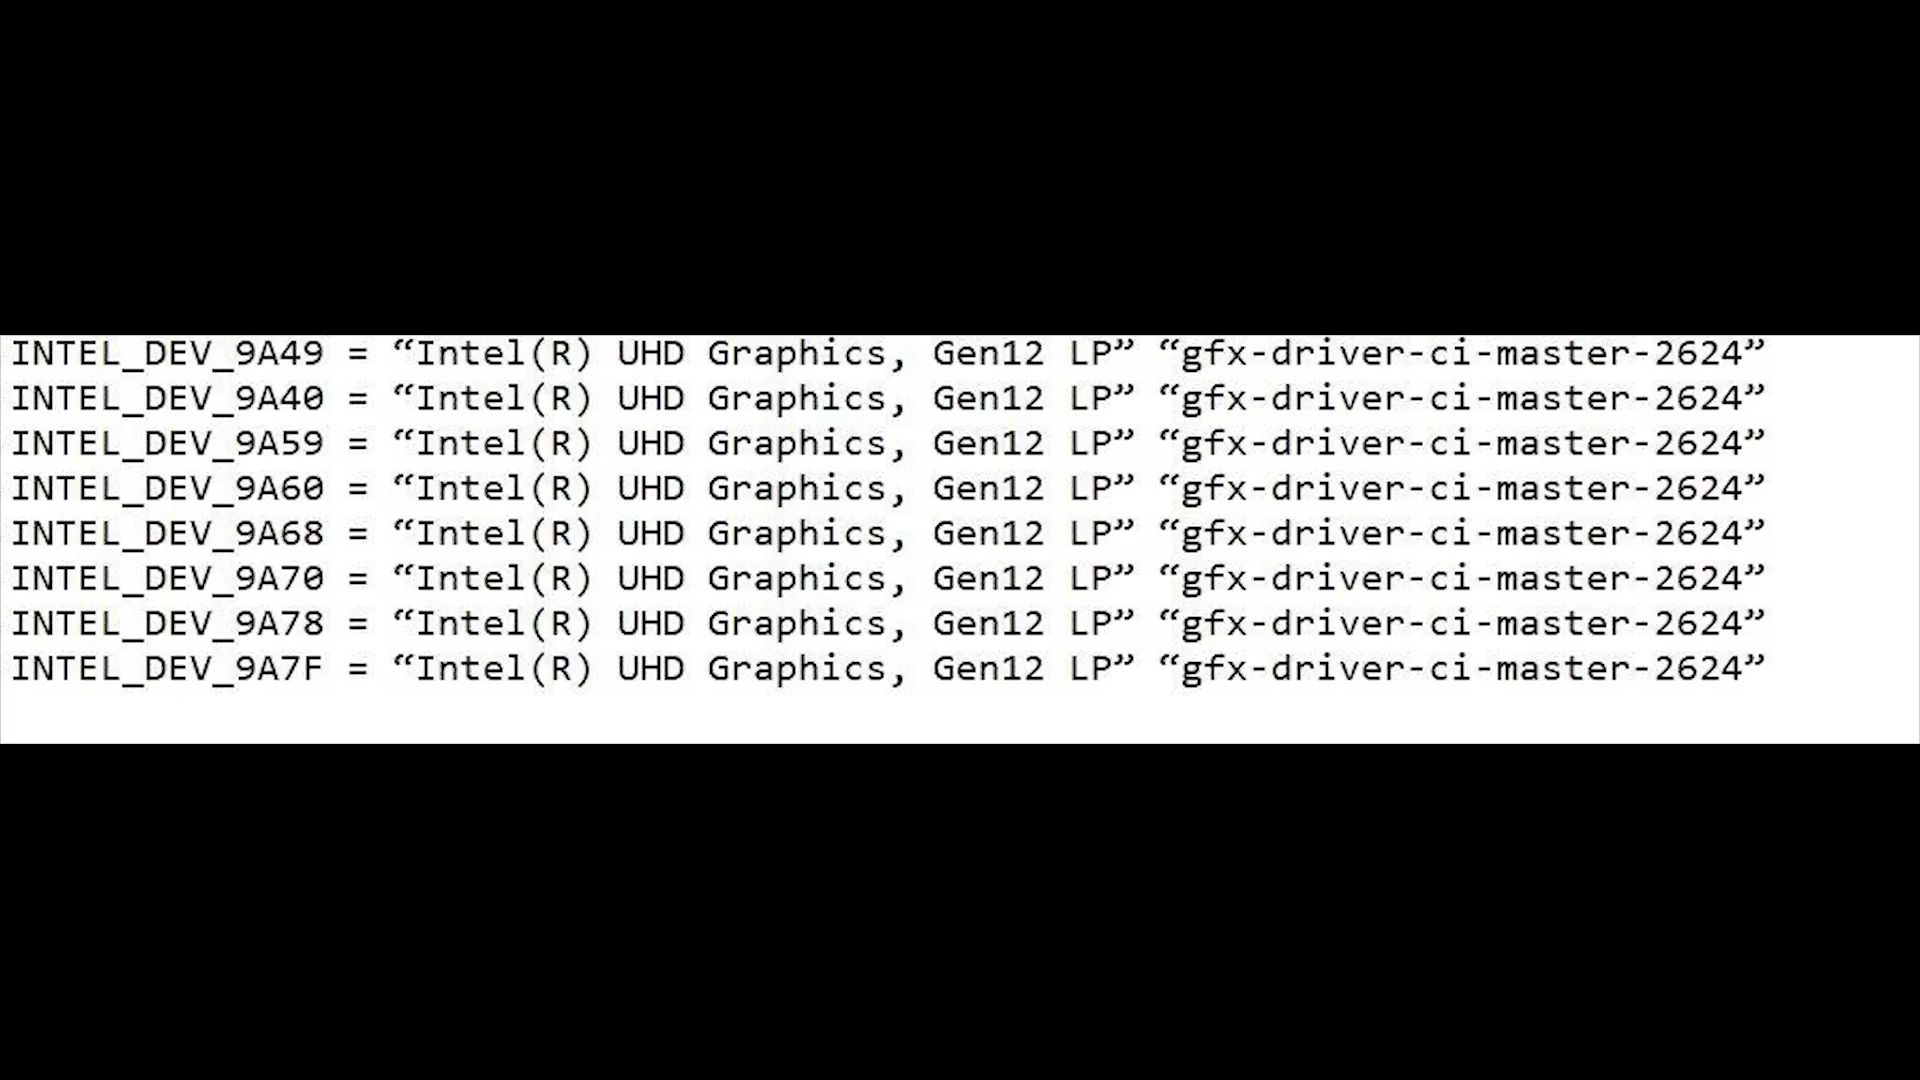 INTEL_DEV_9A49 = “Intel(R) UHD Graphics, Gen12 LP” “gfx-driver-ci-master-2624”
INTEL_DEV_9A40 = “Intel(R) UHD Graphics, Gen12 LP” “gfx-driver-ci-master-2624”
INTEL_DEV_9A59 = “Intel(R) UHD Graphics, Gen12 LP” “gfx-driver-ci-master-2624”
INTEL_DEV_9A60 = “Intel(R) UHD Graphics, Gen12 LP” “gfx-driver-ci-master-2624”
INTEL_DEV_9A68 = “Intel(R) UHD Graphics, Gen12 LP” “gfx-driver-ci-master-2624”
INTEL_DEV_9A70 = “Intel(R) UHD Graphics, Gen12 LP” “gfx-driver-ci-master-2624”
INTEL_DEV_9A78 = “Intel(R) UHD Graphics, Gen12 LP” “gfx-driver-ci-master-2624”
INTEL_DEV_9A7F = “Intel(R) UHD Graphics, Gen12 LP” “gfx-driver-ci-master-2624”